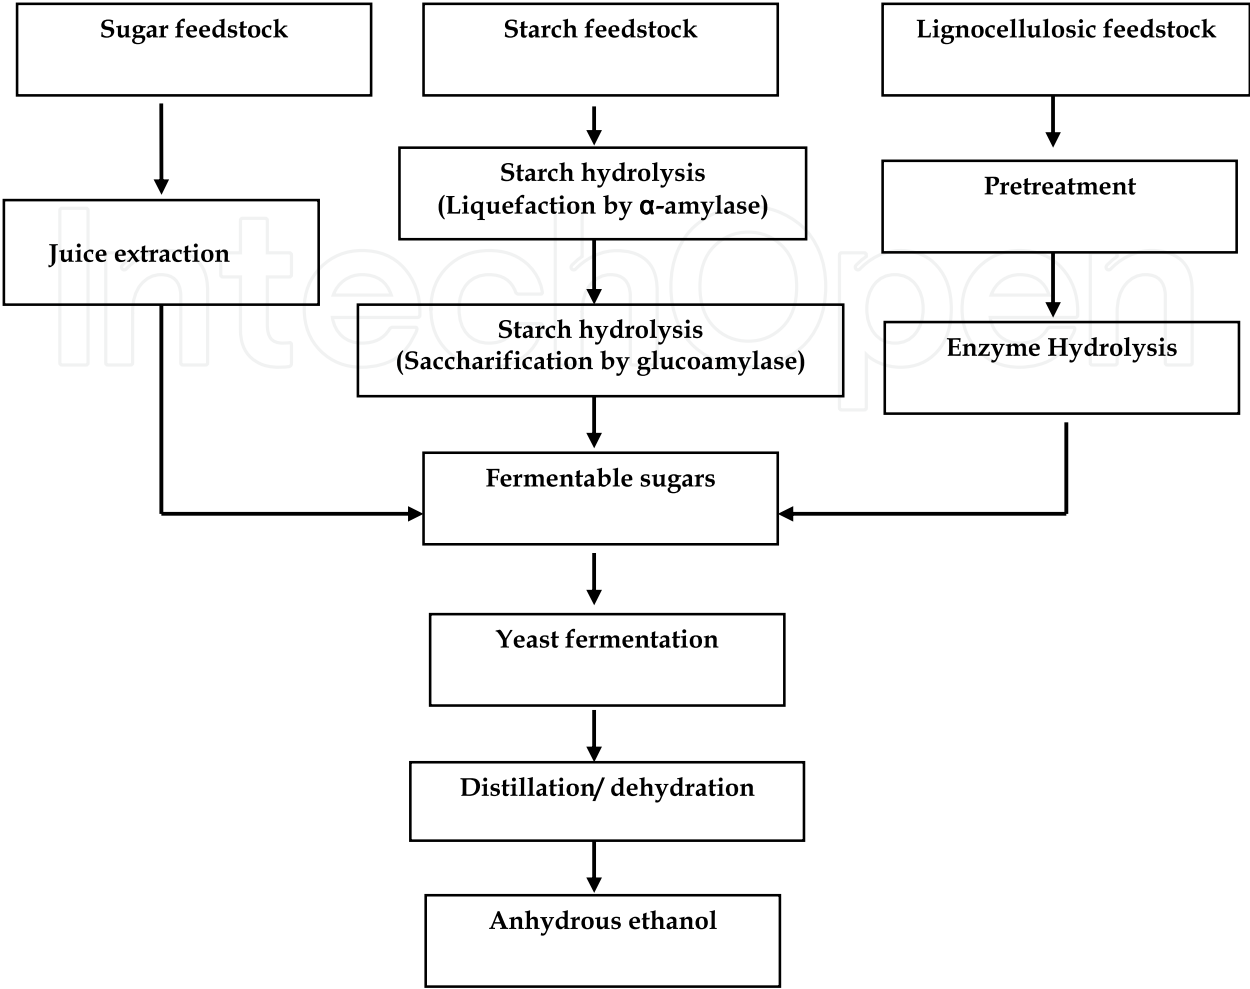 Sugar feedstock
Starch feedstock
Lignocellulosic feedstock
Starch hydrolysis
(Liquefaction by α-amylase)
Pretreatment
Juice extraction
Starch hydrolysis
(Saccharification by glucoamylase)
Enzyme Hydrolysis
Fermentable sugars
Yeast fermentation
Distillation/ dehydration
Anhydrous ethanol
IntechOpen